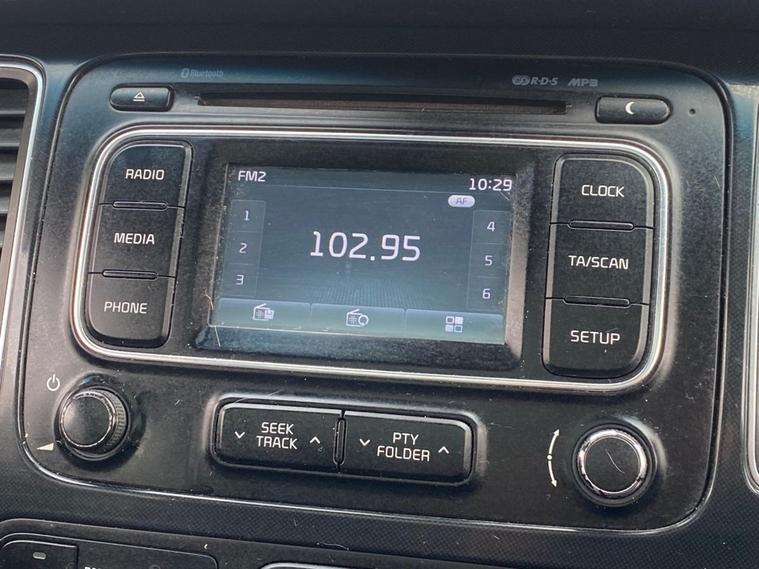 Bluetooth
R·D·S MP3
RADIO
MEDIA
PHONE
FM2 10:29
AF
1
2
3
102.95
4
5
6
CLOCK
TA/SCAN
SETUP
SEEK
TRACK
PTY
FOLDER